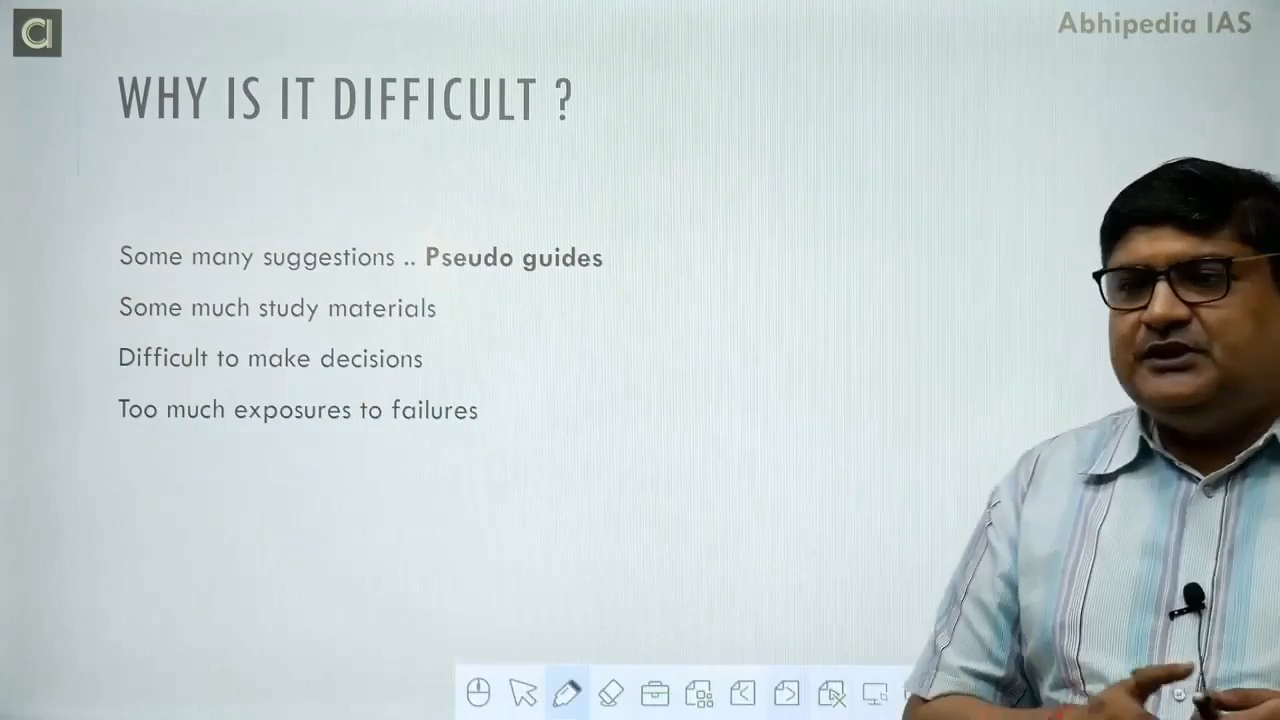 Abhipedia IAS
WHY IS IT DIFFICULT ?
Some many suggestions .. Pseudo guides
Some much study materials
Difficult to make decisions
Too much exposures to failures